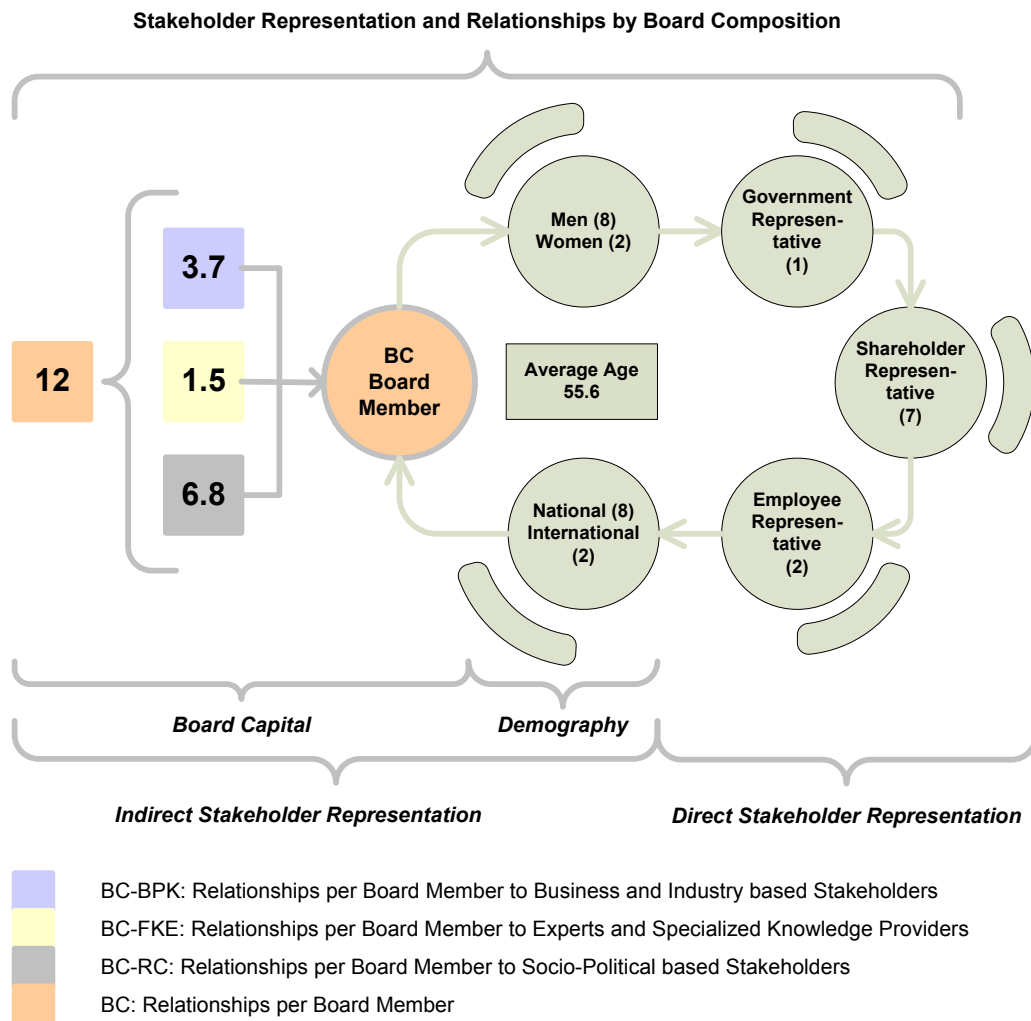 Stakeholder Representation and Relationships by Board Composition
Men (8)
Women (2)
Government
Represen-
tative
(1)
3.7
12
1.5
6.8
BC
Board
Member
Average Age
55.6
Shareholder
Represen-
tative
(7)
National (8)
International
(2)
Employee
Represen-
tative
(2)
Board Capital
Demography
Indirect Stakeholder Representation
Direct Stakeholder Representation
BC-BPK: Relationships per Board Member to Business and Industry based Stakeholders
BC-FKE: Relationships per Board Member to Experts and Specialized Knowledge Providers
BC-RC: Relationships per Board Member to Socio-Political based Stakeholders
BC: Relationships per Board Member